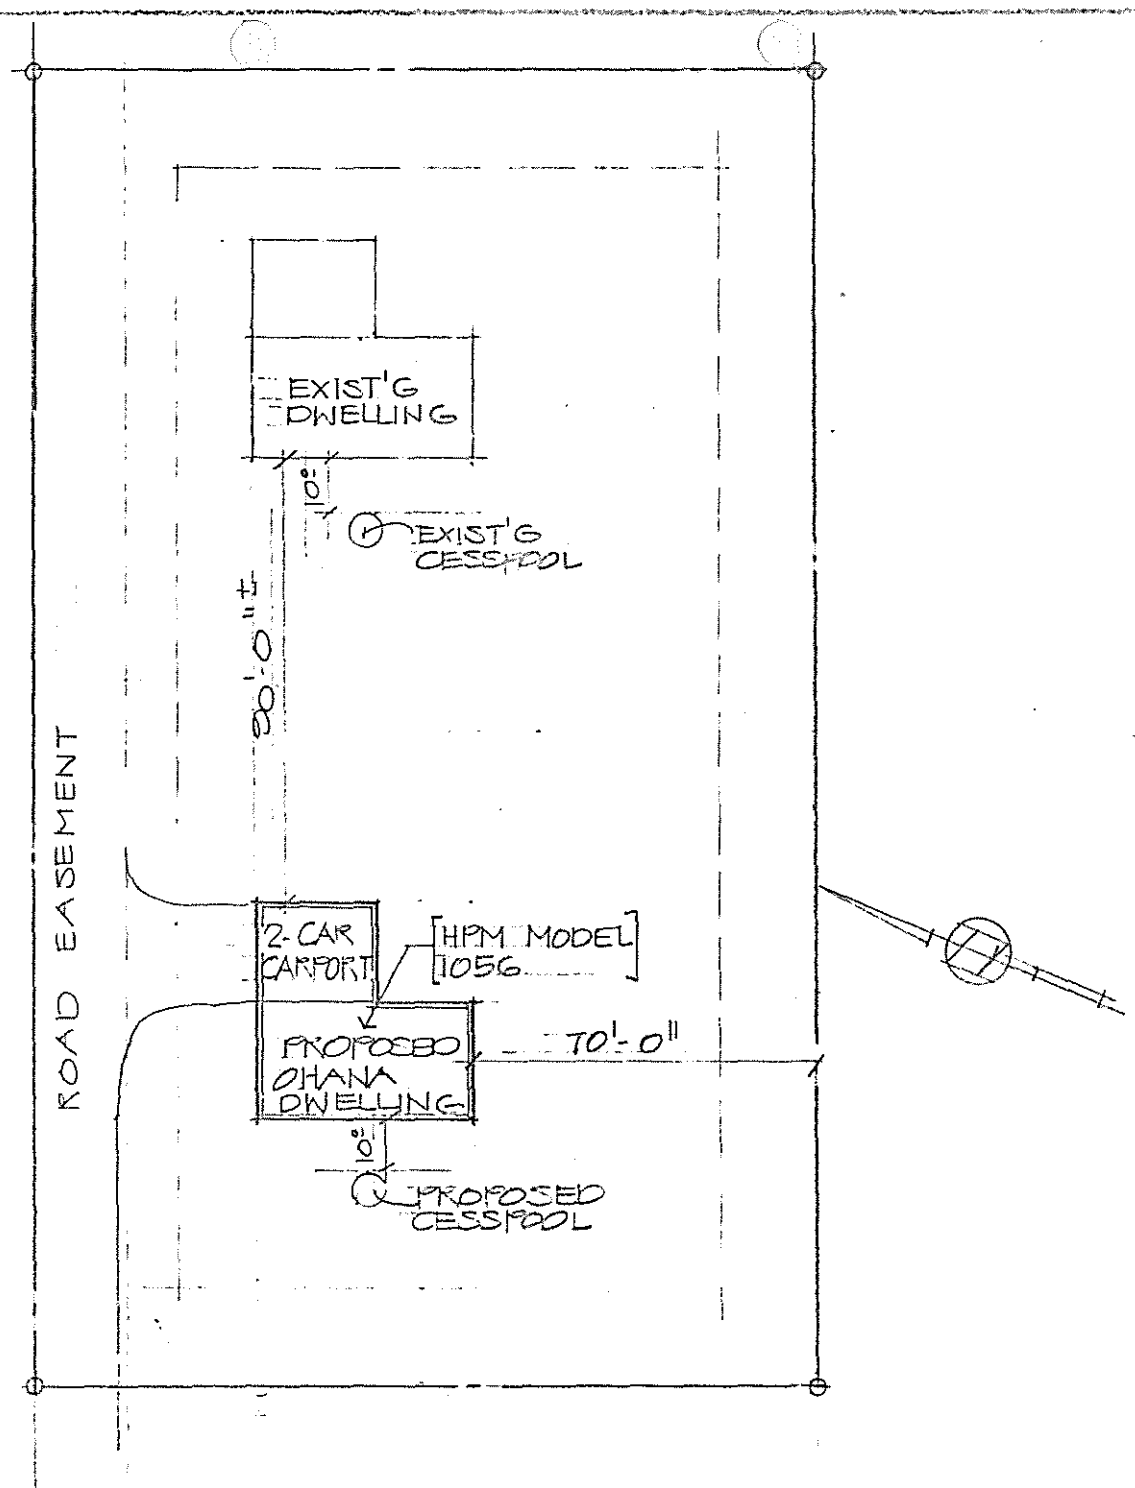 EXIST'G
DWELLING
10°
EXIST'G
CESSPOOL
90'-0"±
ROAD EASEMENT
2-CAR
CARPORT
[HPM MODEL
1056]
PROPOSED
OHANA
DWELLING
70'-0"
10°
PROPOSED
CESSPOOL